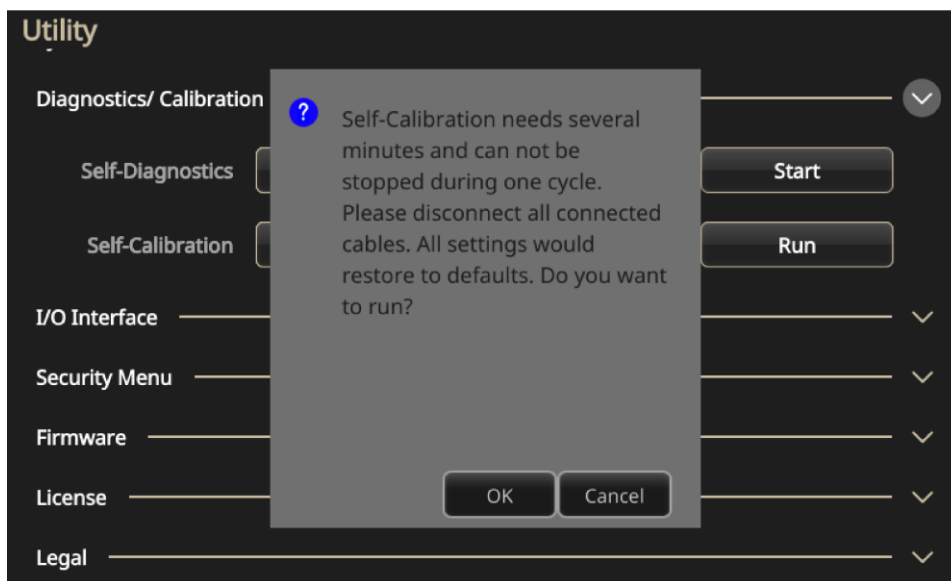 Utility
Diagnostics/ Calibration
Self-Diagnostics
Start
Self-Calibration
Run
I/O Interface
Security Menu
Firmware
License
Legal
?
Self-Calibration needs several
minutes and can not be
stopped during one cycle.
Please disconnect all connected
cables. All settings would
restore to defaults. Do you want
to run?
OK
Cancel